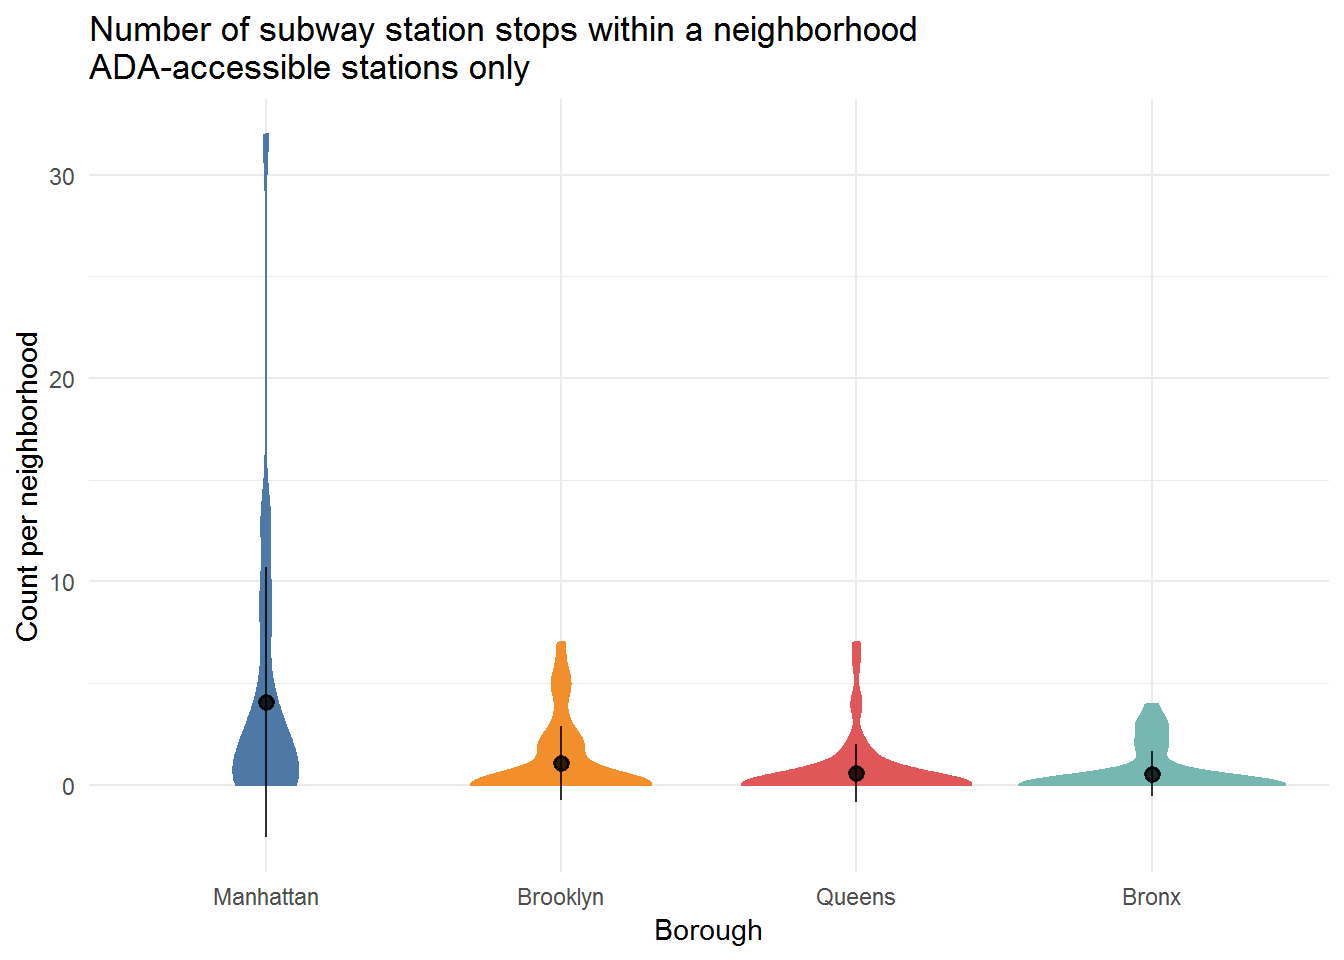 Number of subway station stops within a neighborhood
ADA-accessible stations only
30
20
10
0
Count per neighborhood
Manhattan
Brooklyn
Queens
Bronx
Borough